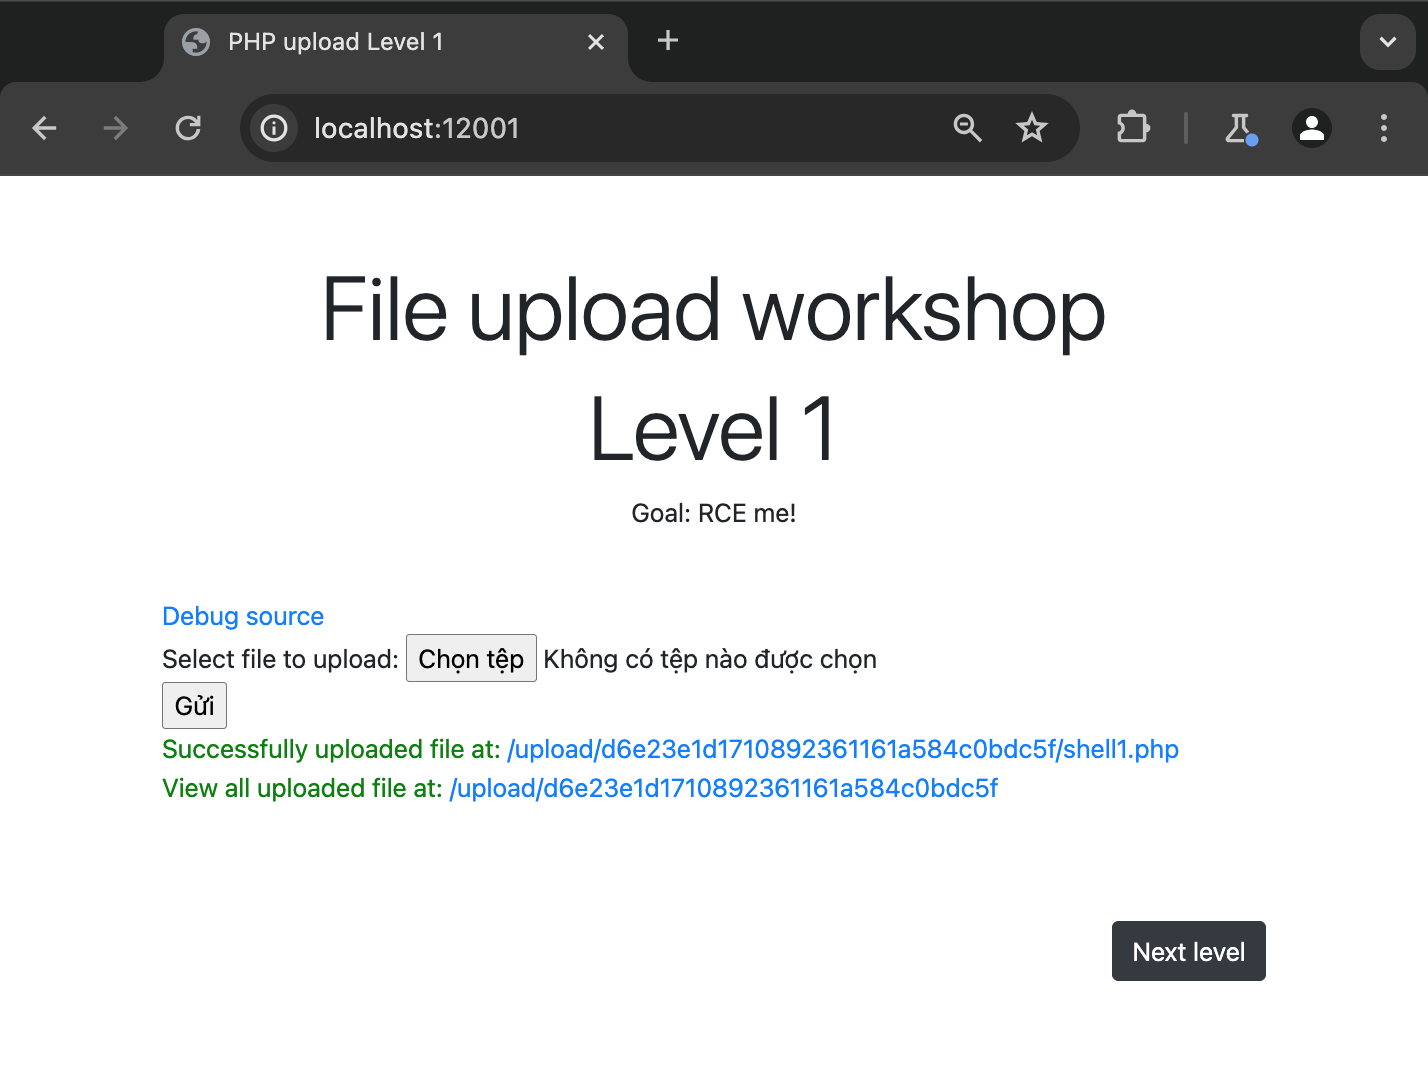 PHP upload Level 1
localhost:12001
File upload workshop
Level 1
Goal: RCE me!
Debug source
Select file to upload: Chọn tệp Không có tệp nào được chọn
Gửi
Successfully uploaded file at: /upload/d6e23e1d1710892361161a584c0bdc5f/shell1.php
View all uploaded file at: /upload/d6e23e1d1710892361161a584c0bdc5f
Next level